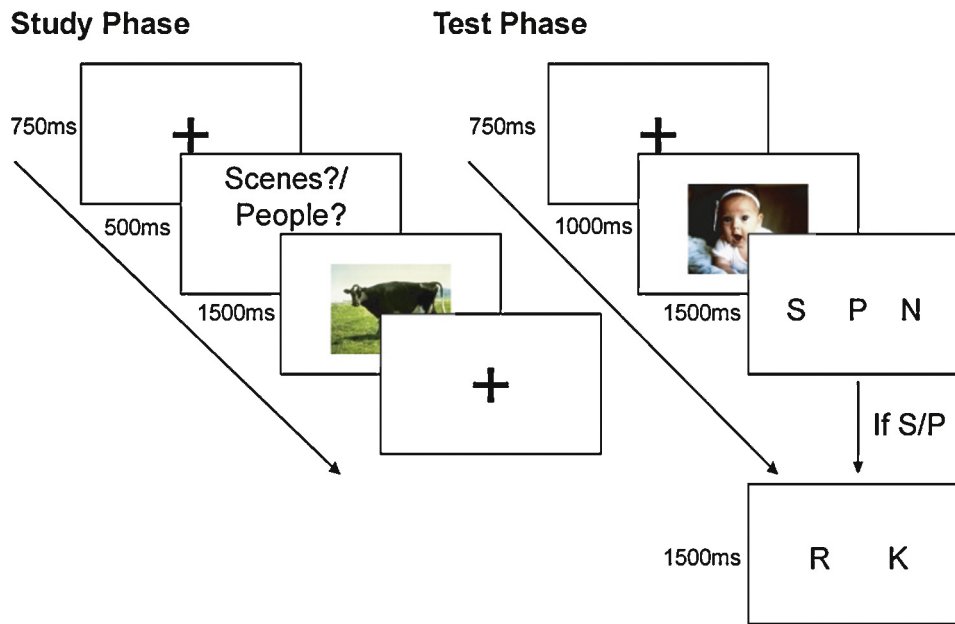 Study Phase
750ms
Scenes?/
People?
500ms
1500ms
Test Phase
750ms
1000ms
1500ms
S P N
If S/P
1500ms
R K